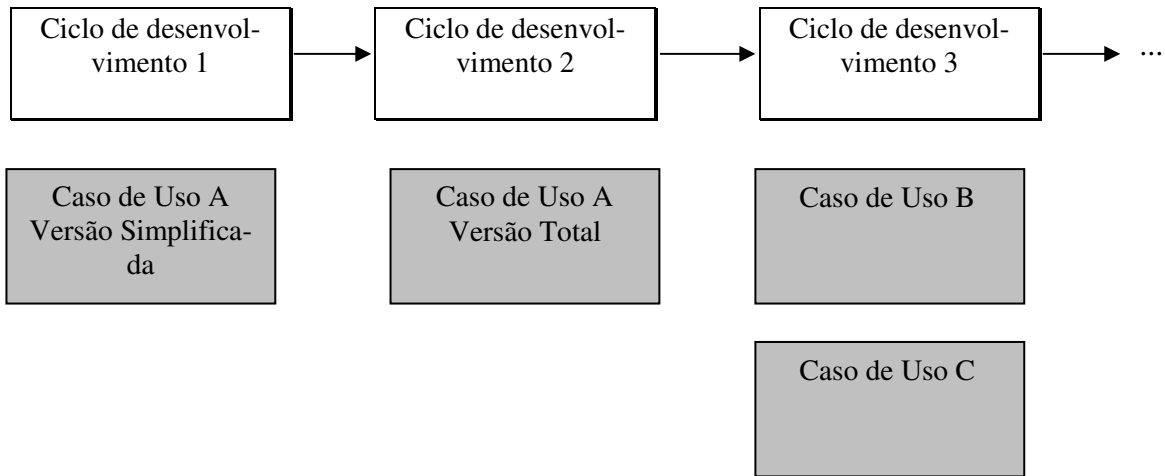 Ciclo de desenvol-
vimento 1
Ciclo de desenvol-
vimento 2
Ciclo de desenvol-
vimento 3
...
Caso de Uso A
Versão Simplifica-
da
Caso de Uso A
Versão Total
Caso de Uso B
Caso de Uso C